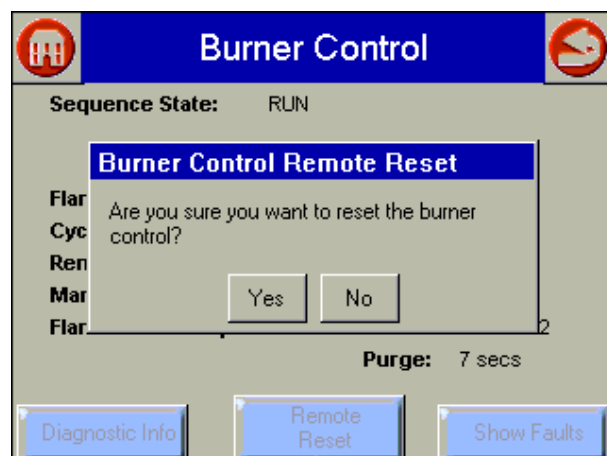 Burner Control
Sequence State: RUN
Burner Control Remote Reset
Are you sure you want to reset the burner
control?
Yes No
Flar
Cyc
Ren
Mar
Flar 2
Purge: 7 secs
Diagnostic Info Remote Reset Show Faults